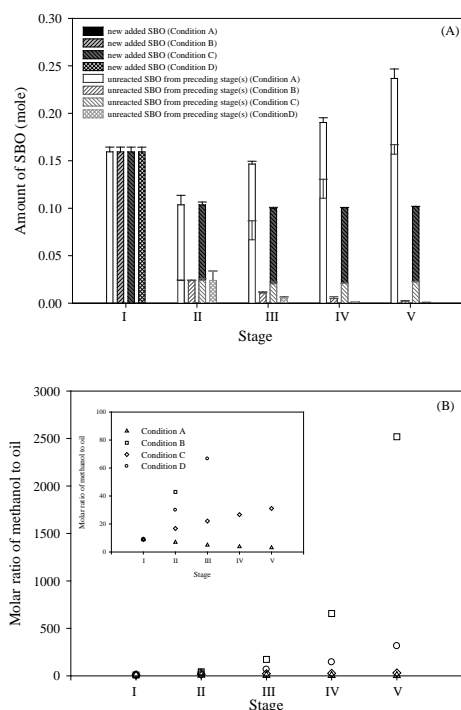 (A)
new added SBO (Condition A)
new added SBO (Condition B)
new added SBO (Condition C)
new added SBO (Condition D)
unreacted SBO from preceding stage(s) (Condition A)
unreacted SBO from preceding stage(s) (Condition B)
unreacted SBO from preceding stage(s) (Condition C)
unreacted SBO from preceding stage(s) (ConditionD)
Amount of SBO (mole)
0.30
0.25
0.20
0.15
0.10
0.05
0.00
I II III IV V
Stage
(B)
Molar ratio of methanol to oil
3000
2500
2000
1500
1000
500
0
Molar ratio of methanol to oil
100
80
60
40
20
0
Condition A
Condition B
Condition C
Condition D
I II III IV V
Stage
I II III IV V
Stage